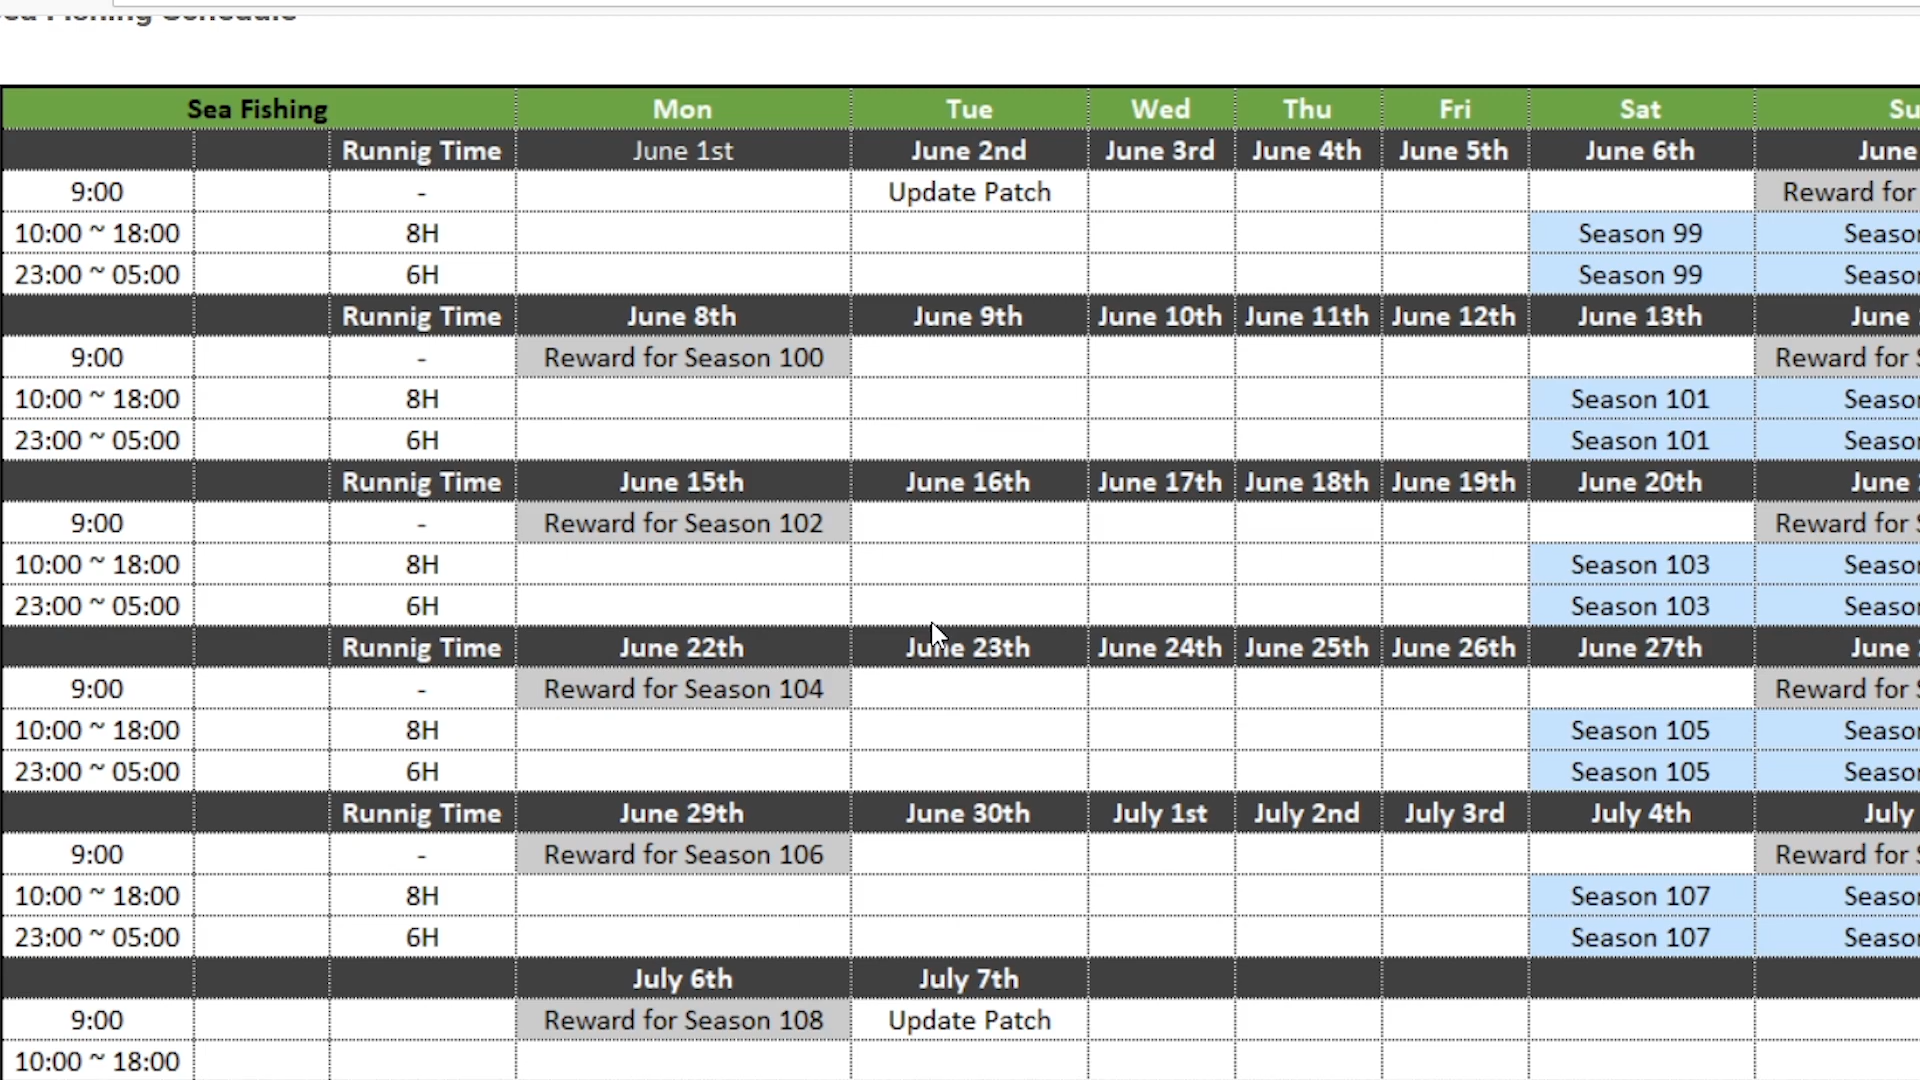 Sea Fishing Schedule
Sea Fishing Mon Tue Wed Thu Fri Sat
Runnig Time June 1st June 2nd June 3rd June 4th June 5th June 6th June
9:00 - Update Patch Reward for
10:00 ~ 18:00 8H Season 99
23:00 ~ 05:00 6H Season 99
Runnig Time June 8th June 9th June 10th June 11th June 12th June 13th June
9:00 - Reward for Season 100 Reward for
10:00 ~ 18:00 8H Season 101
23:00 ~ 05:00 6H Season 101
Runnig Time June 15th June 16th June 17th June 18th June 19th June 20th June
9:00 - Reward for Season 102 Reward for
10:00 ~ 18:00 8H Season 103
23:00 ~ 05:00 6H Season 103
Runnig Time June 22th June 23th June 24th June 25th June 26th June 27th June
9:00 - Reward for Season 104 Reward for
10:00 ~ 18:00 8H Season 105
23:00 ~ 05:00 6H Season 105
Runnig Time June 29th June 30th July 1st July 2nd July 3rd July 4th July
9:00 - Reward for Season 106 Reward for
10:00 ~ 18:00 8H Season 107
23:00 ~ 05:00 6H Season 107
July 6th July 7th
9:00 Reward for Season 108 Update Patch
10:00 ~ 18:00